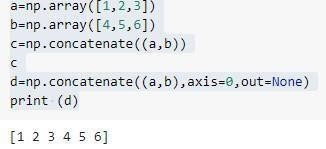 a=np.array([1,2,3])
b=np.array([4,5,6])
c=np.concatenate((a,b))
c
d=np.concatenate((a,b),axis=0,out=None)
print (d)
[1 2 3 4 5 6]